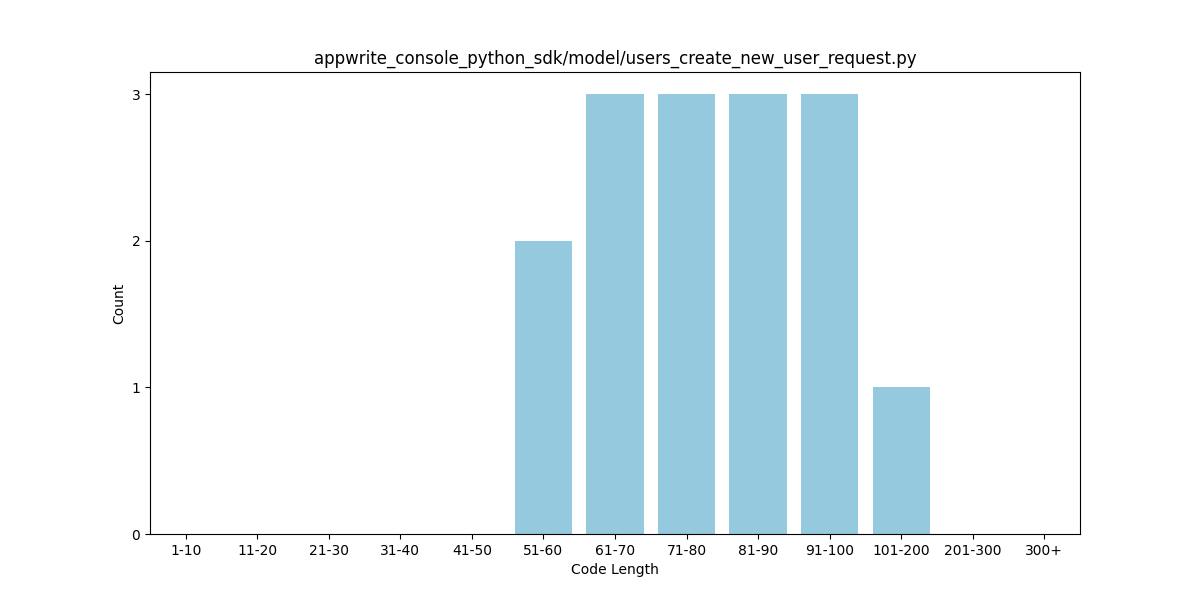 appwrite_console_python_sdk/model/users_create_new_user_request.py
3
2
1
0
Count
1-10 11-20 21-30 31-40 41-50 51-60 61-70 71-80 81-90 91-100 101-200 201-300 300+
Code Length